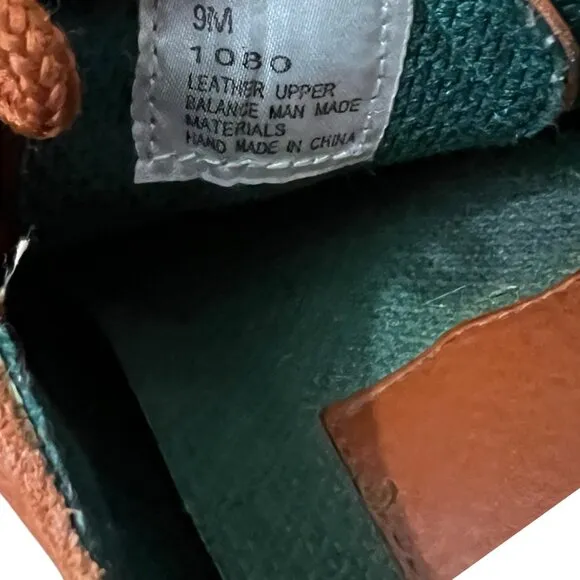 9M
1080
LEATHER UPPER
BALANCE MAN MADE
MATERIALS
HAND MADE IN CHINA